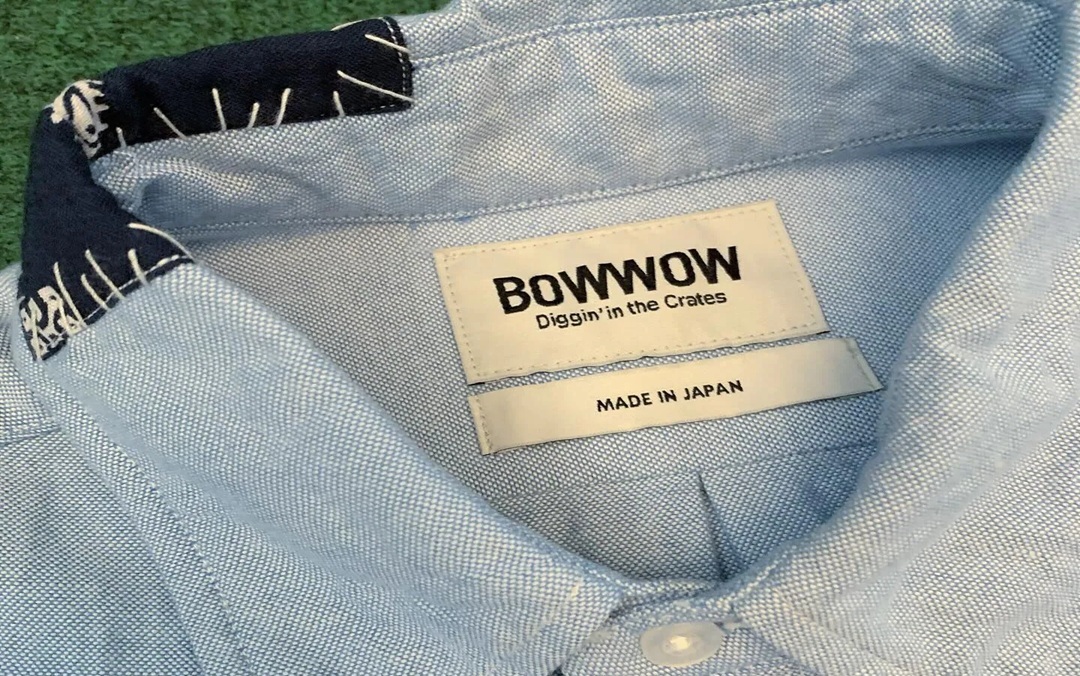 BOWWOW
Diggin' in the Crates
MADE IN JAPAN